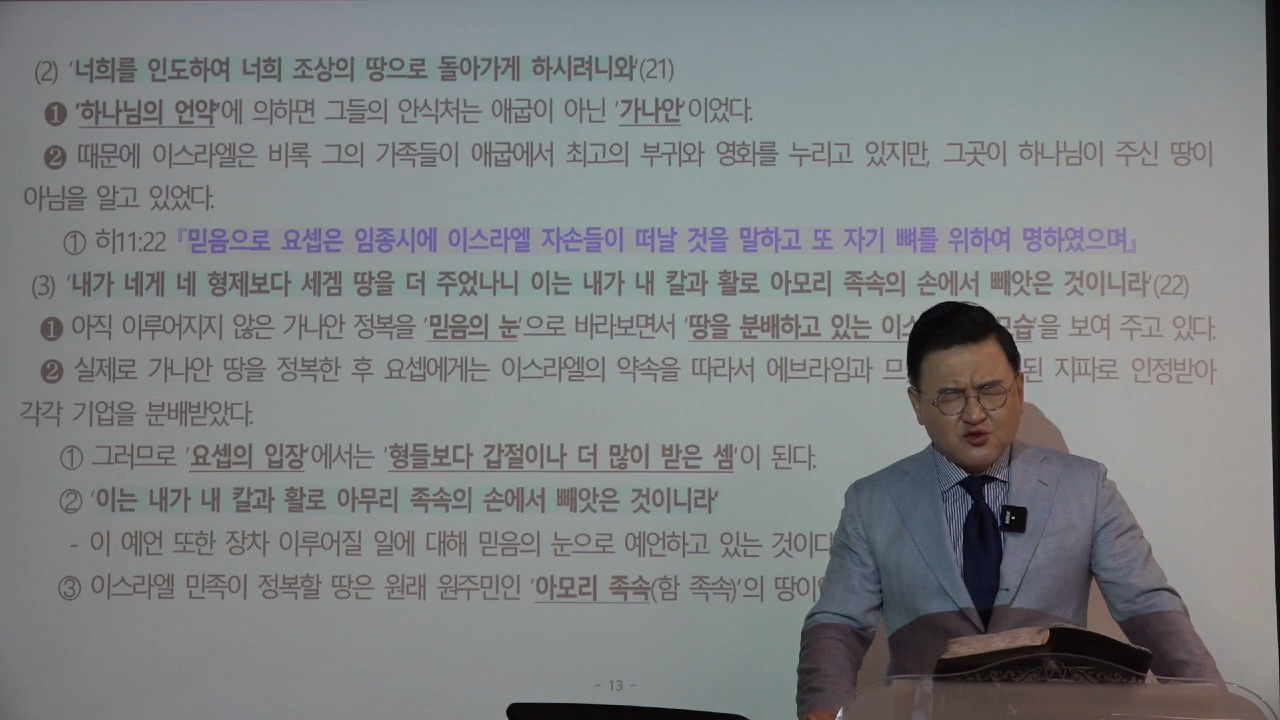 (2) '너희를 인도하여 너희 조상의 땅으로 돌아가게 하시려니와'(21)
❶ '하나님의 언약'에 의하면 그들의 안식처는 애굽이 아닌 '가나안'이었다.
❷ 때문에 이스라엘은 비록 그의 가족들이 애굽에서 최고의 부귀와 영화를 누리고 있지만, 그곳이 하나님이 주신 땅이
아님을 알고 있었다.
① 히11:22 『믿음으로 요셉은 임종시에 이스라엘 자손들이 떠날 것을 말하고 또 자기 뼈를 위하여 명하였으며』
(3) '내가 네게 네 형제보다 세겜 땅을 더 주었나니 이는 내가 내 칼과 활로 아모리 족속의 손에서 빼앗은 것이니라'(22)
❶ 아직 이루어지지 않은 가나안 정복을 '믿음의 눈'으로 바라보면서 '땅을 분배하고 있는 모습'을 보여 주고 있다.
❷ 실제로 가나안 땅을 정복한 후 요셉에게는 이스라엘의 약속을 따라서 에브라임과 된 지파로 인정받아
각각 기업을 분배받았다.
① 그러므로 '요셉의 입장'에서는 '형들보다 갑절이나 더 많이 받은 셈'이 된다.
② '이는 내가 내 칼과 활로 아무리 족속의 손에서 빼앗은 것이니라'
- 이 예언 또한 장차 이루어질 일에 대해 믿음의 눈으로 예언하고 있는
③ 이스라엘 민족이 정복할 땅은 원래 원주민인 '아모리 족속(함 족속)'의
- 13 -